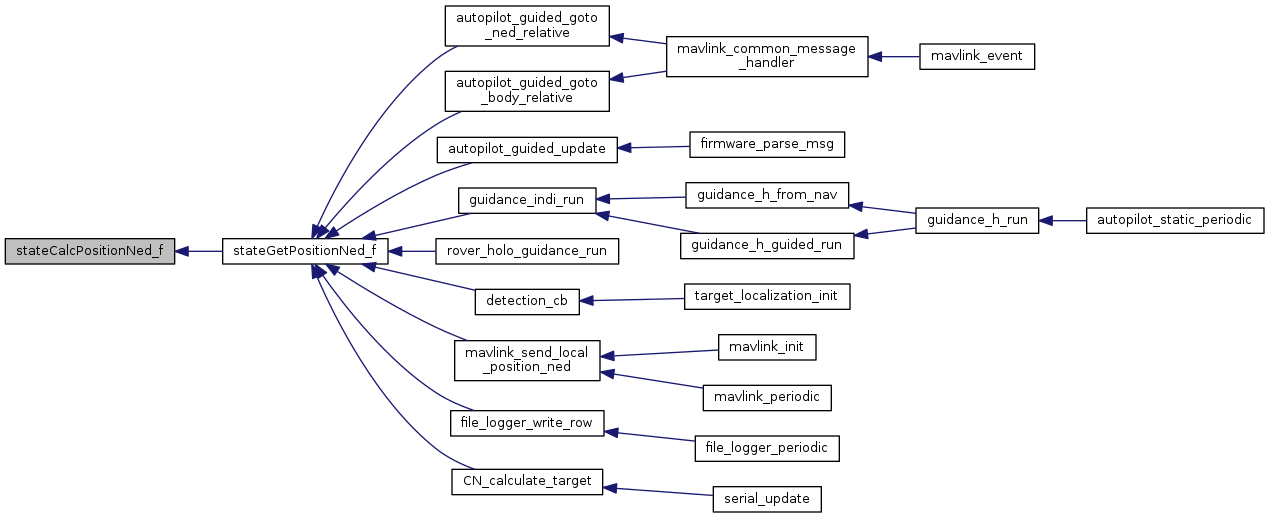 autopilot_guided_goto
_ned_relative
mavlink_common_message
_handler
mavlink_event
autopilot_guided_goto
_body_relative
autopilot_guided_update
firmware_parse_msg
guidance_indi_run
guidance_h_from_nav
guidance_h_run
autopilot_static_periodic
guidance_h_guided_run
stateCalcPositionNed_f
stateGetPositionNed_f
rover_holo_guidance_run
detection_cb
target_localization_init
mavlink_send_local
_position_ned
mavlink_init
mavlink_periodic
file_logger_write_row
file_logger_periodic
CN_calculate_target
serial_update